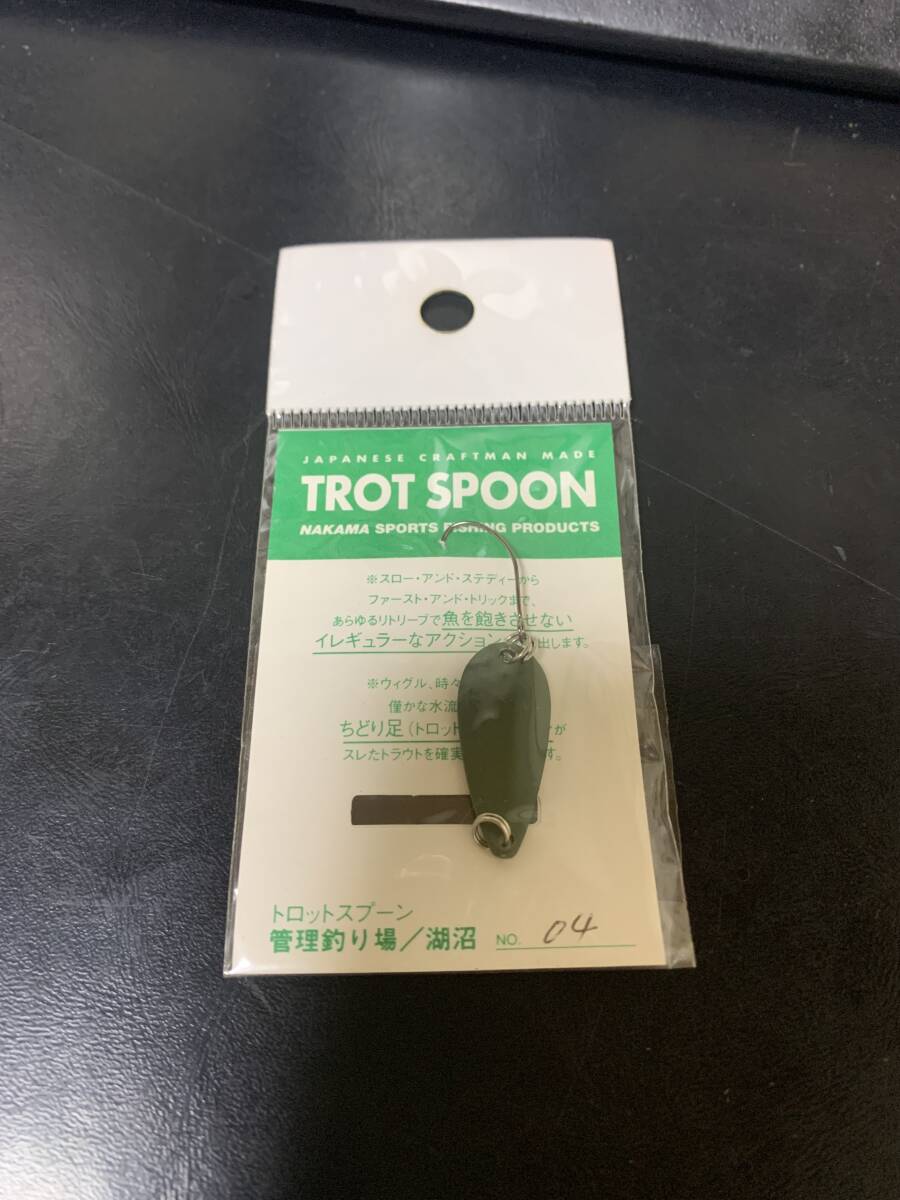 JAPANESE CRAFTMAN MADE
TROT SPOON
NAKAMA SPORTS FISHING PRODUCTS
※スロー・アンド・ステディーから
ファースト・アンド・トリックまで、
あらゆるリトリーブで魚を飽きさせない
イレギュラーなアクション 出します。
※ウィグル、時々
僅かな水流
ちどり足(トロット が
スレたトラウトを確実 す。
トロットスプーン
管理釣り場/湖沼 NO. 04